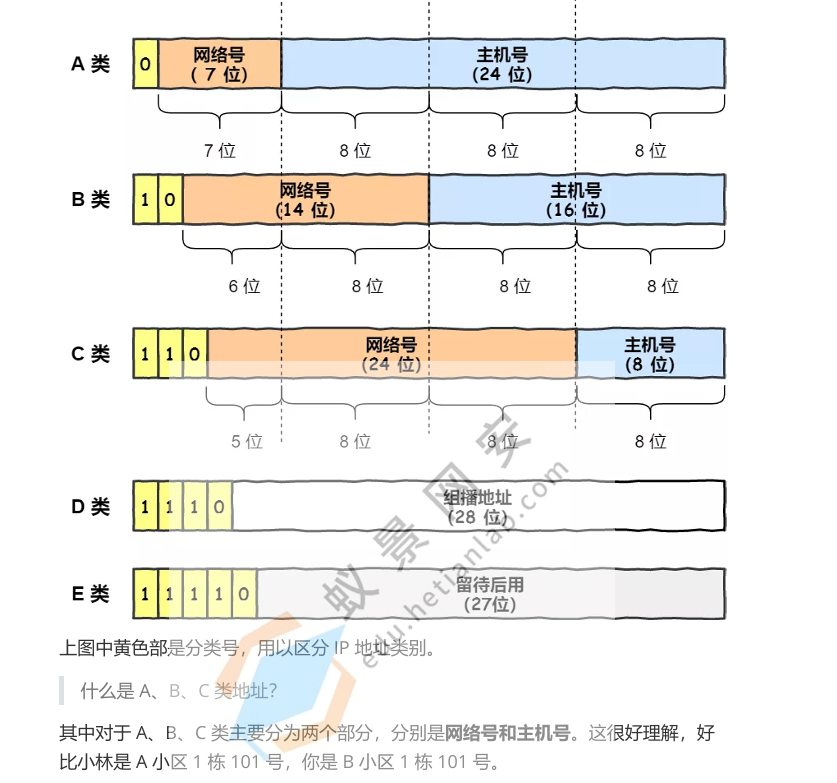 A 类
0
网络号
( 7 位)
主机号
(24 位)
7 位
8 位
8 位
8 位
B 类
1 0
网络号
(14 位)
主机号
(16 位)
6 位
8 位
8 位
8 位
C 类
1 1 0
网络号
(24 位)
主机号
(8 位)
5 位
8 位
8 位
8 位
D 类
1 1 1 0
组播地址
(28 位)
E 类
1 1 1 1 0
留待后用
(27位)
蚁景网安
edu.hetianlab.com
上图中黄色部是分类号，用以区分 IP 地址类别。
什么是 A、B、C 类地址？
其中对于 A、B、C 类主要分为两个部分，分别是网络号和主机号。这很好理解，好
比小林是 A 小区 1 栋 101 号，你是 B 小区 1 栋 101 号。